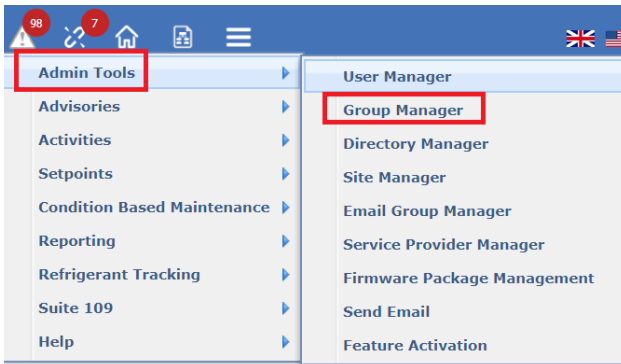 98
7
Admin Tools
User Manager
Advisories
Group Manager
Activities
Directory Manager
Setpoints
Site Manager
Condition Based Maintenance
Email Group Manager
Reporting
Service Provider Manager
Refrigerant Tracking
Firmware Package Management
Suite 109
Send Email
Help
Feature Activation